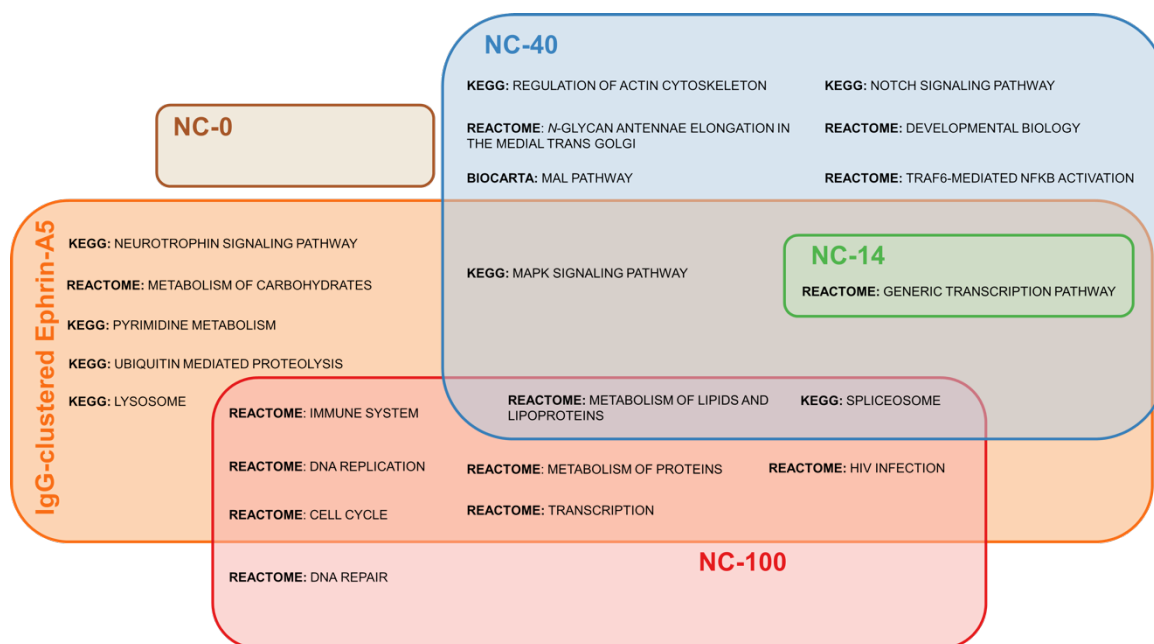 NC-40
KEGG: REGULATION OF ACTIN CYTOSKELETON
KEGG: NOTCH SIGNALING PATHWAY
NC-0
REACTOME: N-GLYCAN ANTENNAE ELONGATION IN
THE MEDIAL TRANS GOLGI
REACTOME: DEVELOPMENTAL BIOLOGY
BIOCARTA: MAL PATHWAY
REACTOME: TRAF6-MEDIATED NFKB ACTIVATION
IgG-clustered Ephrin-A5
KEGG: NEUROTROPHIN SIGNALING PATHWAY
REACTOME: METABOLISM OF CARBOHYDRATES
KEGG: PYRIMIDINE METABOLISM
KEGG: UBIQUITIN MEDIATED PROTEOLYSIS
KEGG: LYSOSOME
KEGG: MAPK SIGNALING PATHWAY
NC-14
REACTOME: GENERIC TRANSCRIPTION PATHWAY
REACTOME: IMMUNE SYSTEM
REACTOME: METABOLISM OF LIPIDS AND
LIPOPROTEINS
KEGG: SPLICEOSOME
REACTOME: DNA REPLICATION
REACTOME: METABOLISM OF PROTEINS
REACTOME: HIV INFECTION
REACTOME: CELL CYCLE
REACTOME: TRANSCRIPTION
NC-100
REACTOME: DNA REPAIR